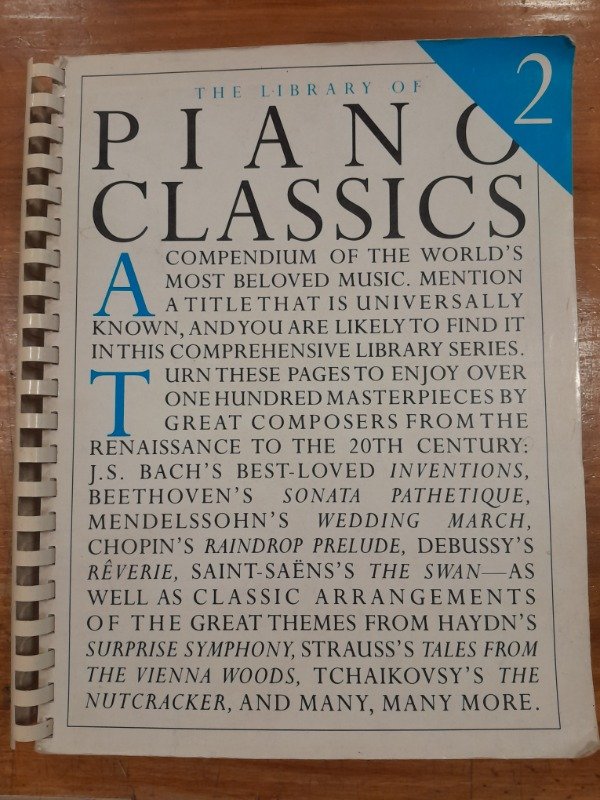 2
THE LIBRARY OF
PIANO
CLASSICS
A COMPENDIUM OF THE WORLD'S
MOST BELOVED MUSIC. MENTION
A TITLE THAT IS UNIVERSALLY
KNOWN, AND YOU ARE LIKELY TO FIND IT
IN THIS COMPREHENSIVE LIBRARY SERIES.
TURN THESE PAGES TO ENJOY OVER
ONE HUNDRED MASTERPIECES BY
GREAT COMPOSERS FROM THE
RENAISSANCE TO THE 20TH CENTURY:
J.S. BACH'S BEST-LOVED INVENTIONS,
BEETHOVEN'S SONATA PATHETIQUE,
MENDELSSOHN'S WEDDING MARCH,
CHOPIN'S RAINDROP PRELUDE, DEBUSSY'S
RÊVERIE, SAINT-SAËNS'S THE SWAN—AS
WELL AS CLASSIC ARRANGEMENTS
OF THE GREAT THEMES FROM HAYDN'S
SURPRISE SYMPHONY, STRAUSS'S TALES FROM
THE VIENNA WOODS, TCHAIKOVSY'S THE
NUTCRACKER, AND MANY, MANY MORE.